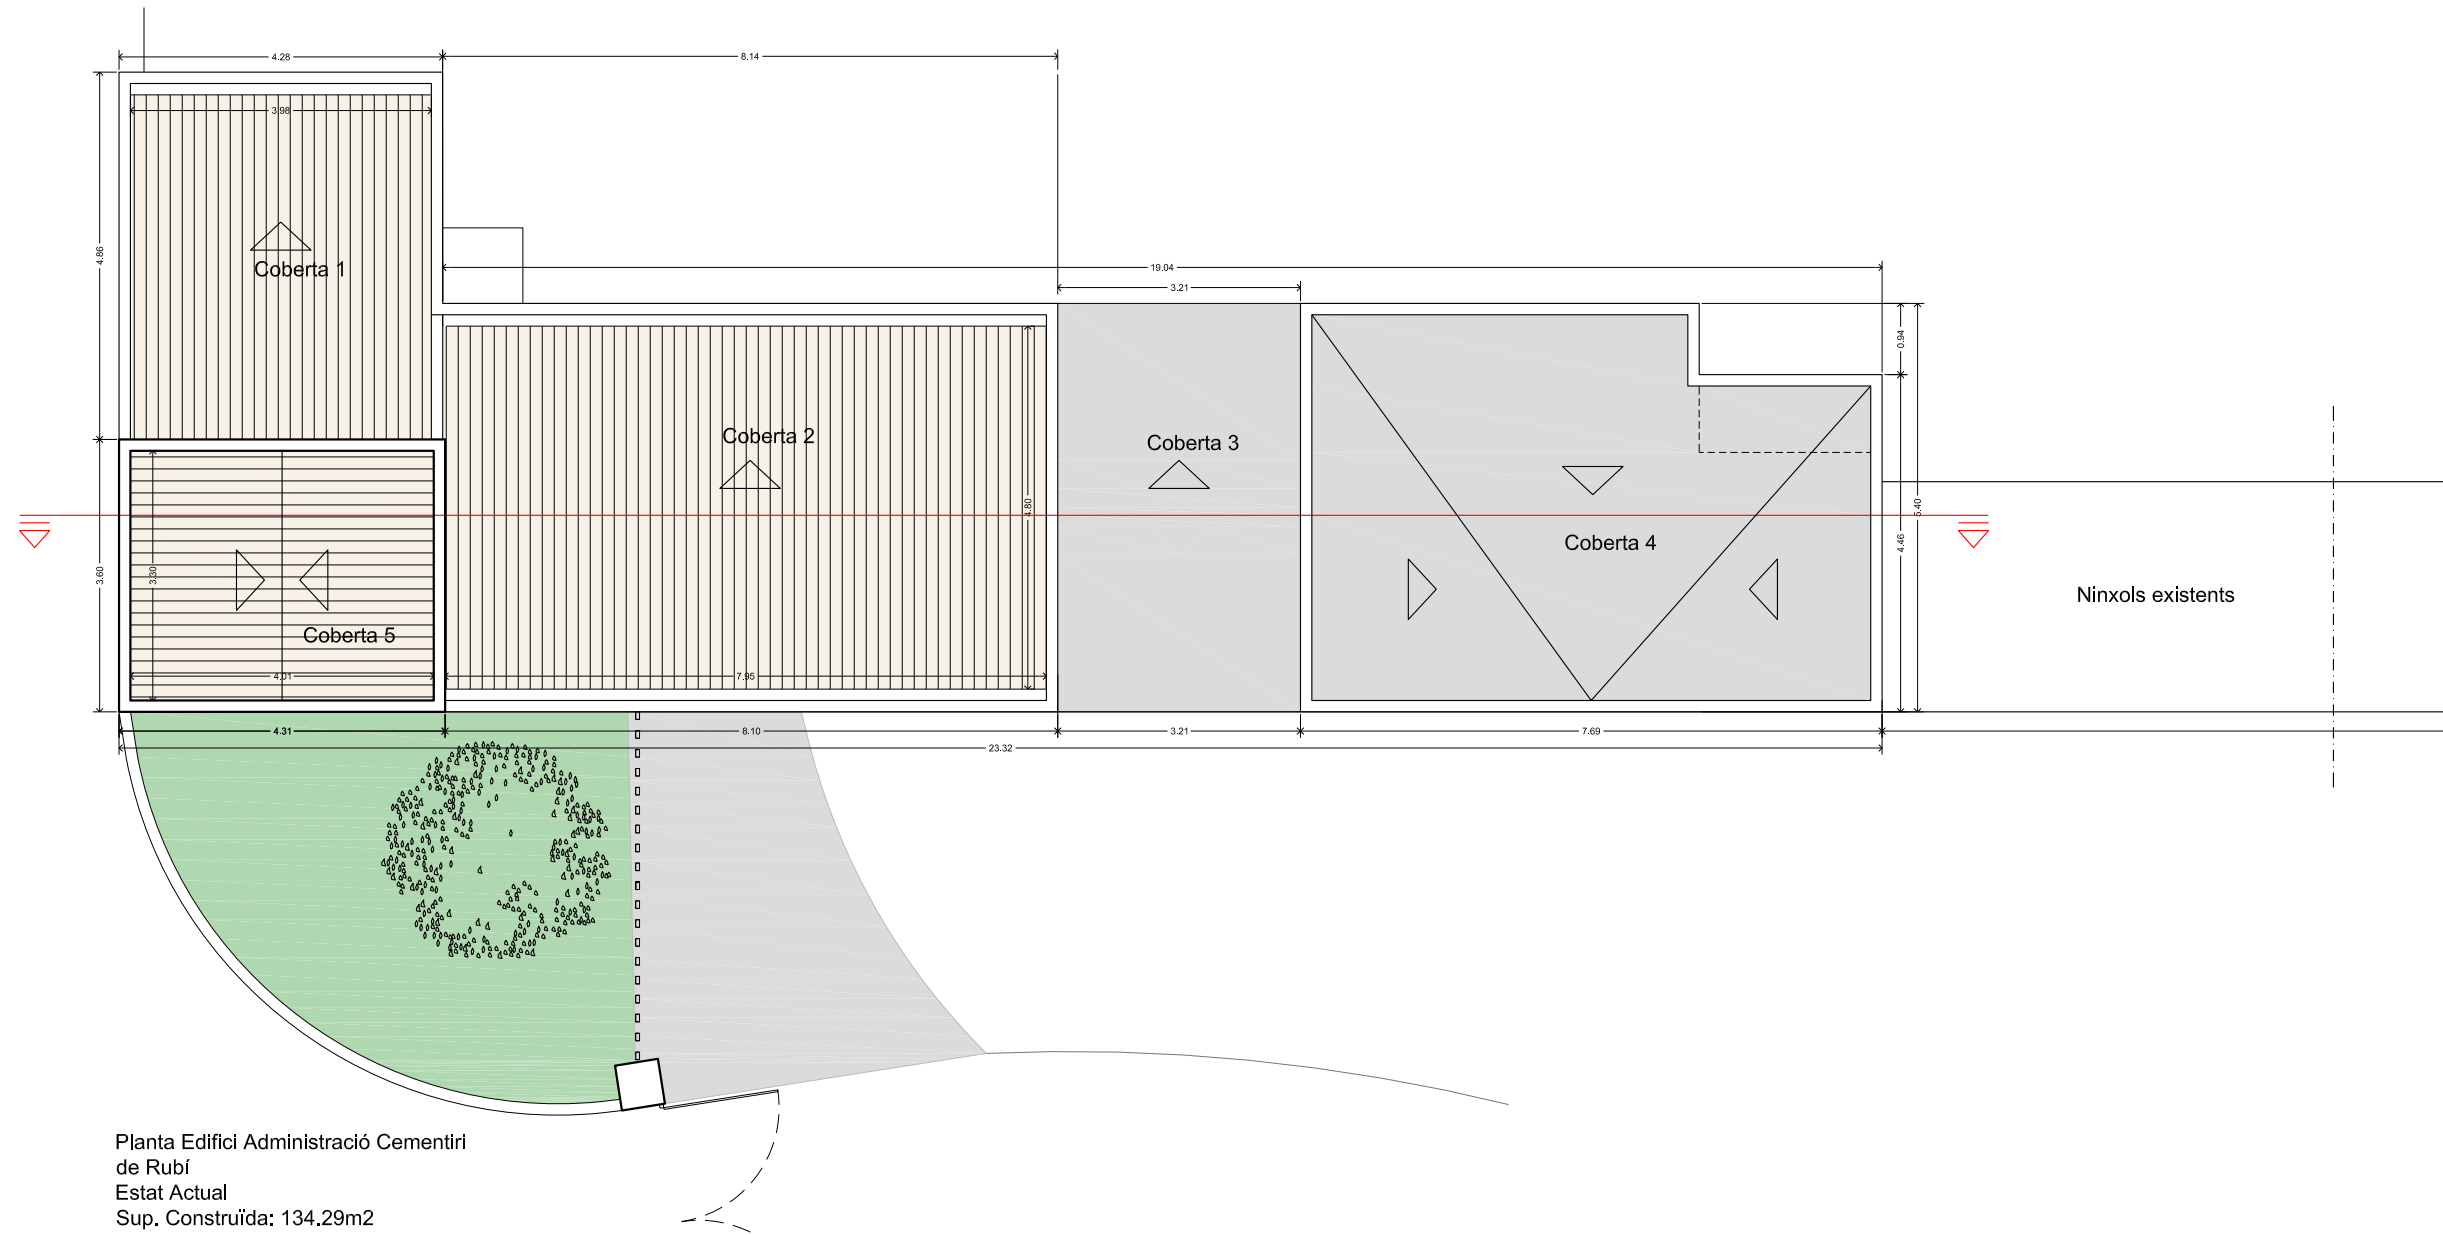 4.28
8.14
3.98
4.86
Coberta 1
19.04
3.21
0.94
Coberta 2
Coberta 3
4.80
5.40
Coberta 4
4.46
3.60
3.30
Ninxols existents
Coberta 5
4.01
7.95
4.31
8.10
3.21
7.69
23.32
Planta Edifici Administració Cementiri
de Rubí
Estat Actual
Sup. Construïda: 134.29m2